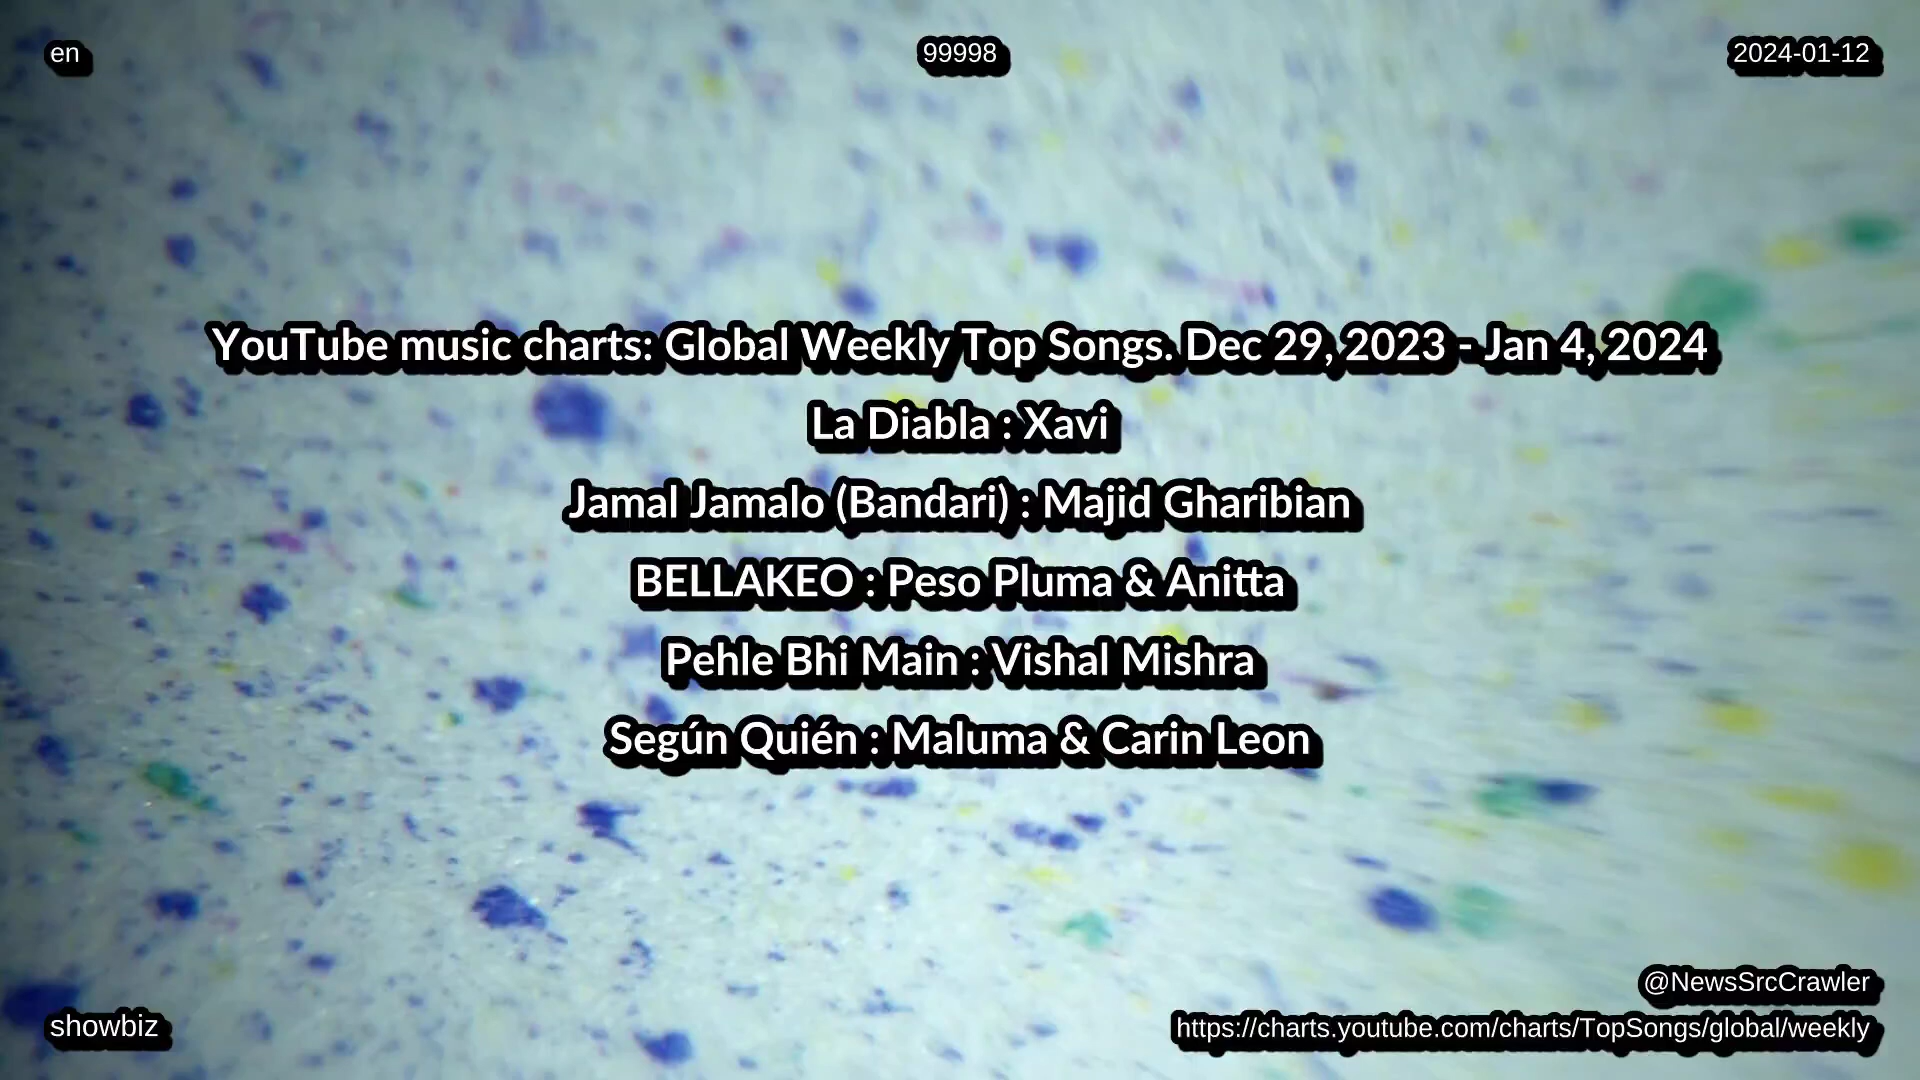 en
99998
2024-01-12
YouTube music charts: Global Weekly Top Songs. Dec 29, 2023 - Jan 4, 2024
La Diabla : Xavi
Jamal Jamalo (Bandari) : Majid Gharibian
BELLAKEO : Peso Pluma & Anitta
Pehle Bhi Main : Vishal Mishra
Según Quién : Maluma & Carin Leon
@NewsSrcCrawler
showbiz
https://charts.youtube.com/charts/TopSongs/global/weekly